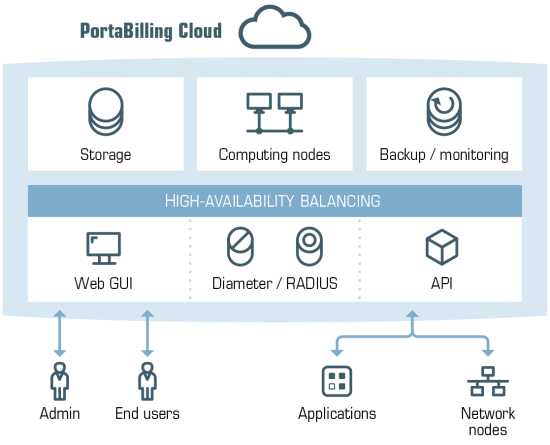 PortaBilling Cloud
Storage
Computing nodes
Backup / monitoring
HIGH-AVAILABILITY BALANCING
Web GUI
Diameter / RADIUS
API
Admin
End users
Applications
Network
nodes